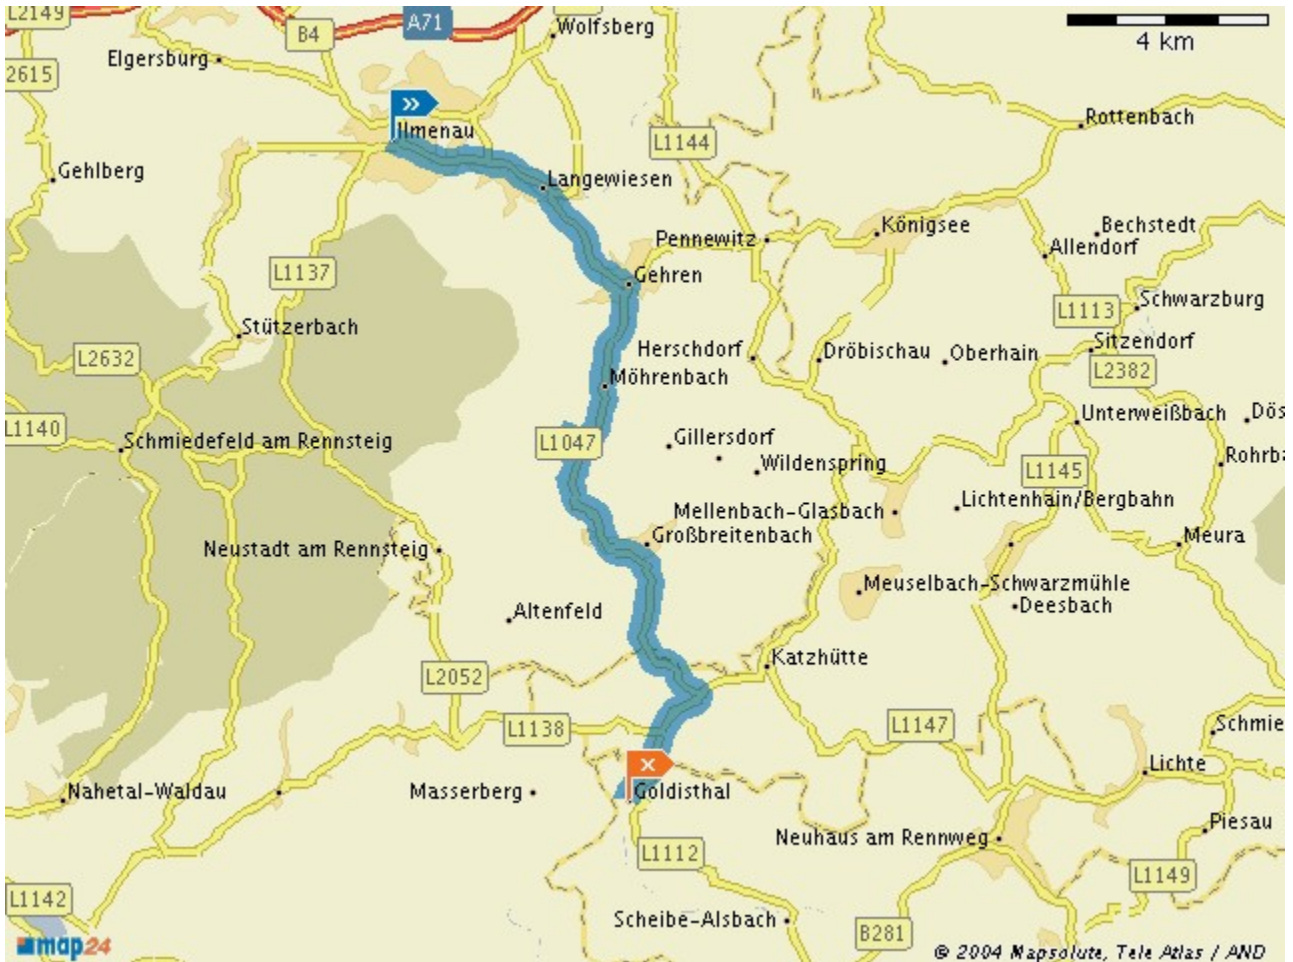 L2149
B4
A71
Wolfsberg
4 km
Elgersburg
2615
Ilmenau
Rottenbach
L1144
Gehlberg
Langewiesen
Königsee
Bechstedt
Pennewitz
Allendorf
L1137
Gehren
Schwarzburg
L1113
Stützerbach
Sitzendorf
L2632
Herschdorf
Dröbischau
Oberhain
L2382
Möhrenbach
Unterweißbach
Dös
L1140
Schmiedefeld am Rennsteig
L1047
Gillersdorf
Wildenspring
L1145
Rohrba
Lichtenhain/Bergbahn
Mellenbach-Glasbach
Großbreitenbach
Meura
Neustadt am Rennsteig
Meuselbach-Schwarzmühle
Deesbach
Altenfeld
Katzhütte
L2052
L1138
L1147
Schmie
Lichte
Nahetal-Waldau
Masserberg
Goldisthal
Piesau
Neuhaus am Rennweg
L1112
L1149
L1142
Scheibe-Alsbach
B281
map24
© 2004 Mapsolute, Tele Atlas / AND